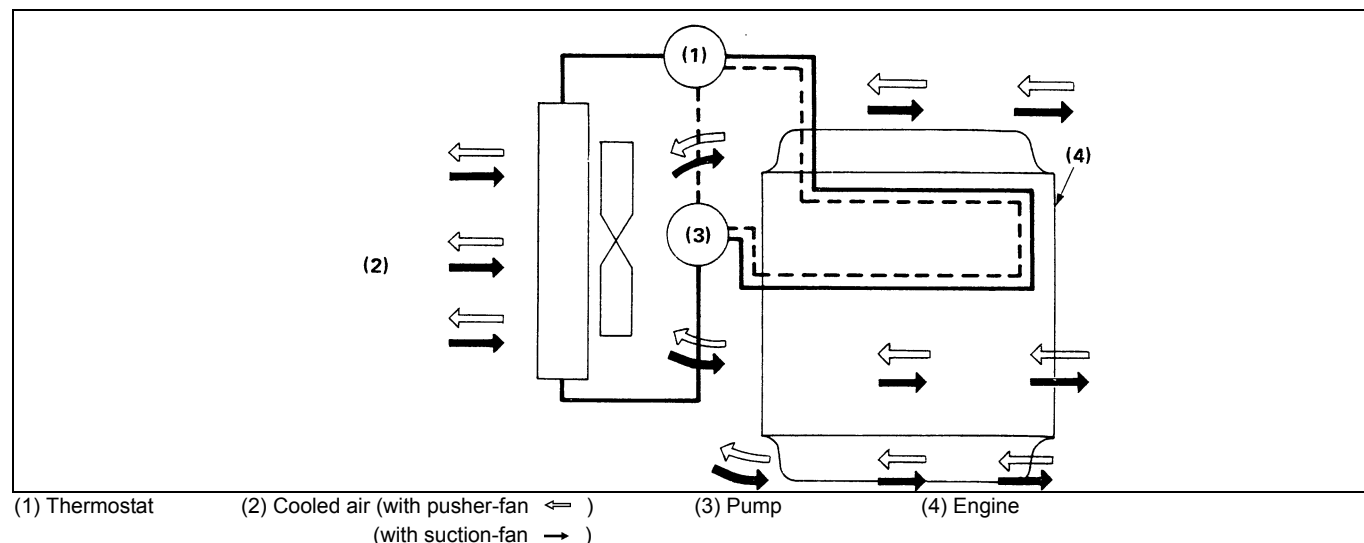 (1)
(4)
(3)
(2)
(1) Thermostat (2) Cooled air (with pusher-fan ⇦ ) (3) Pump (4) Engine
(with suction-fan → )